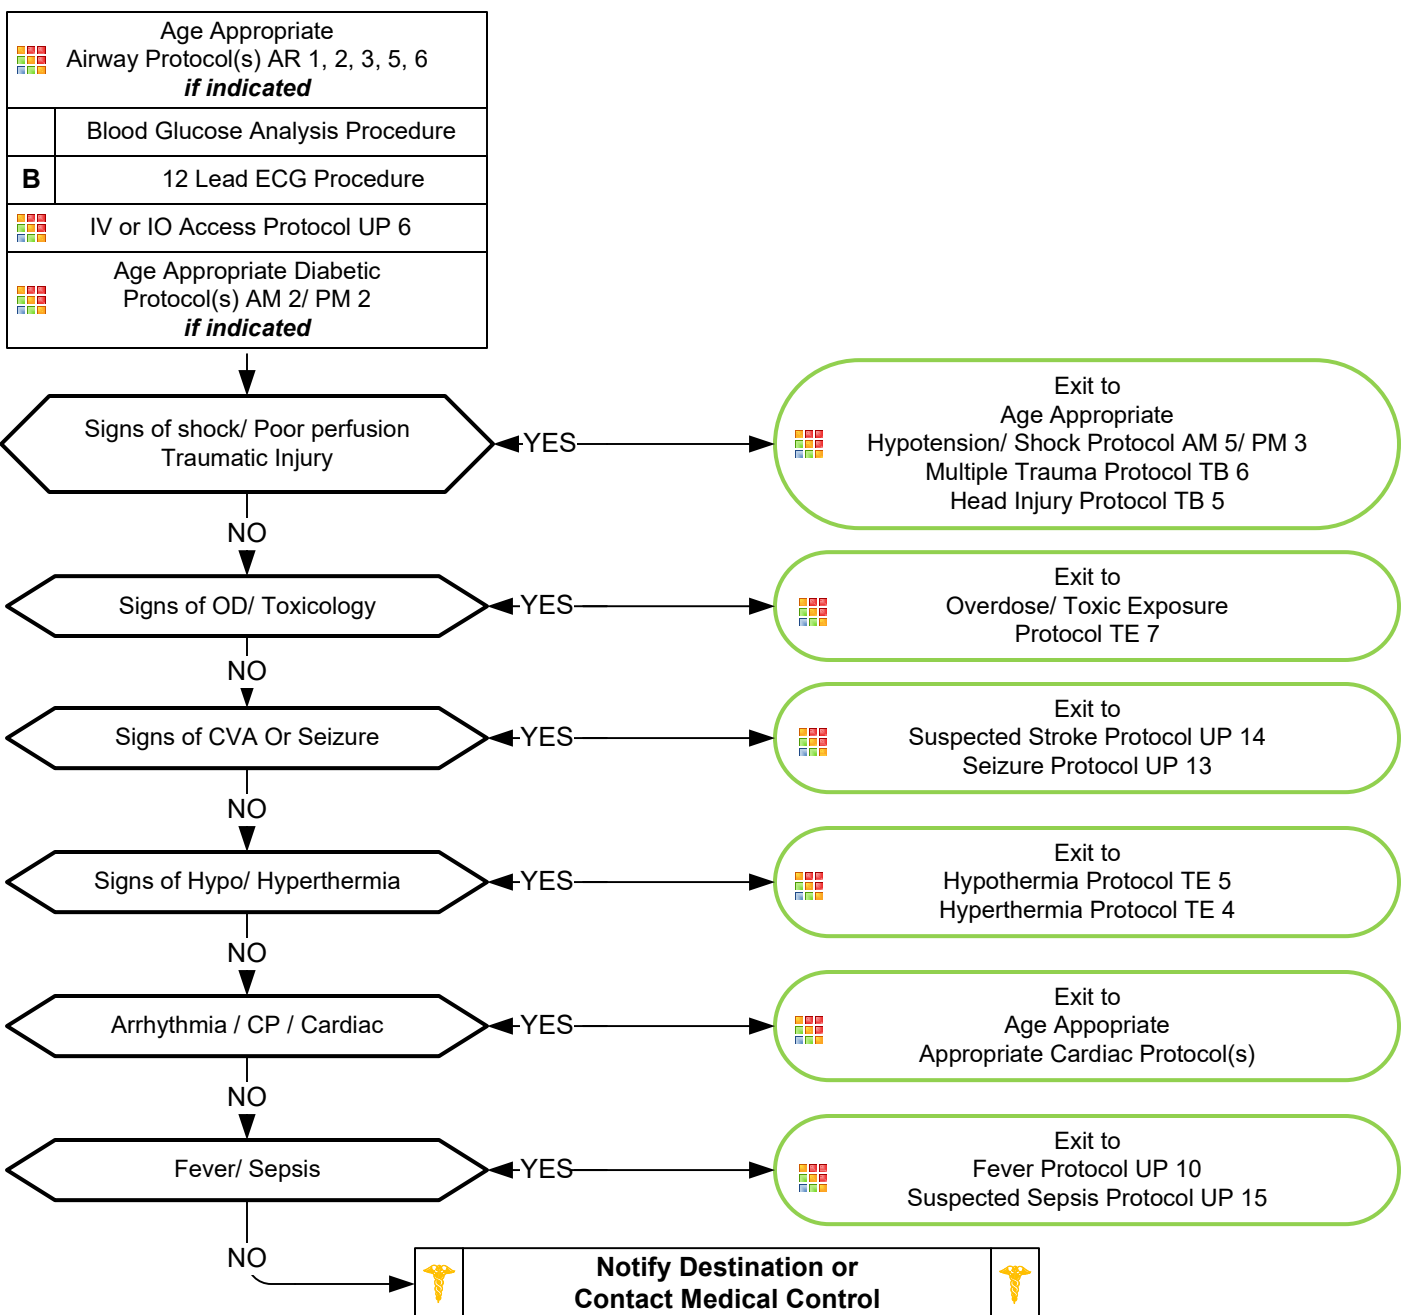 Age Appropriate
Airway Protocol(s) AR 1, 2, 3, 5, 6
if indicated
Blood Glucose Analysis Procedure
B
12 Lead ECG Procedure
IV or IO Access Protocol UP 6
Age Appropriate Diabetic
Protocol(s) AM 2/ PM 2
if indicated
Signs of shock/ Poor perfusion
Traumatic Injury
YES
Exit to
Age Appropriate
Hypotension/ Shock Protocol AM 5/ PM 3
Multiple Trauma Protocol TB 6
Head Injury Protocol TB 5
NO
Signs of OD/ Toxicology
YES
Exit to
Overdose/ Toxic Exposure
Protocol TE 7
NO
Signs of CVA Or Seizure
YES
Exit to
Suspected Stroke Protocol UP 14
Seizure Protocol UP 13
NO
Signs of Hypo/ Hyperthermia
YES
Exit to
Hypothermia Protocol TE 5
Hyperthermia Protocol TE 4
NO
Arrhythmia / CP / Cardiac
YES
Exit to
Age Appopriate
Appropriate Cardiac Protocol(s)
NO
Fever/ Sepsis
YES
Exit to
Fever Protocol UP 10
Suspected Sepsis Protocol UP 15
NO
Notify Destination or
Contact Medical Control